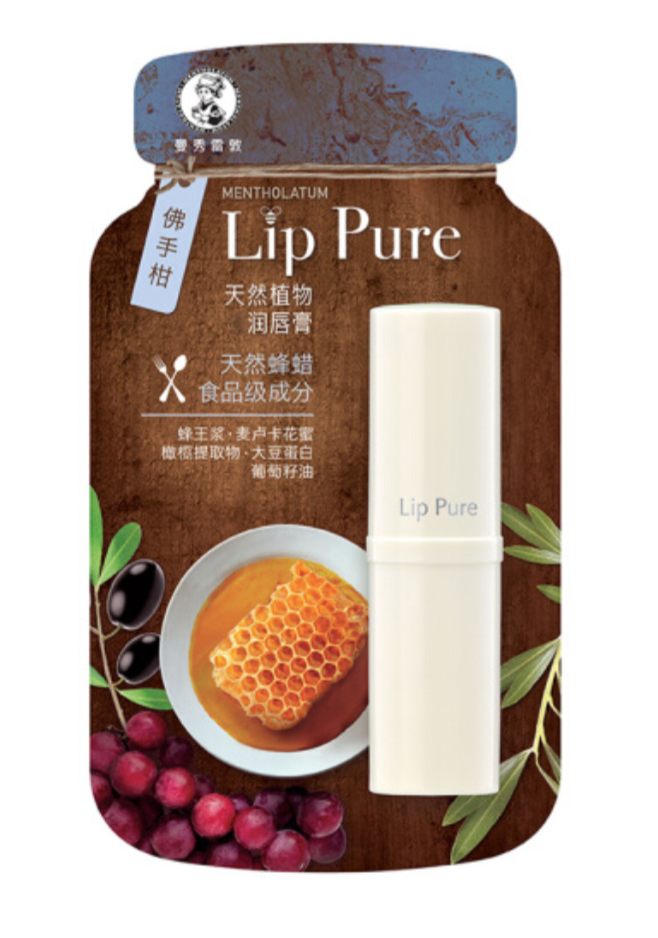 曼秀雷敦
佛手柑
MENTHOLATUM
Lip Pure
天然植物
润唇膏
天然蜂蜡
食品级成分
蜂王浆·麦卢卡花蜜
橄榄提取物·大豆蛋白
葡萄籽油
Lip Pure